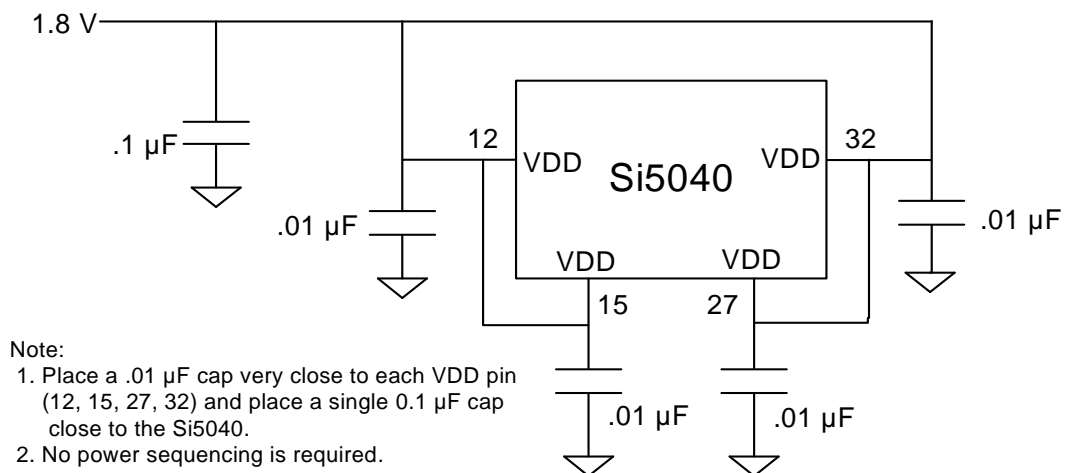 1.8 V
.1 µF
12
VDD
Si5040
VDD
32
.01 µF
.01 µF
VDD
VDD
15
27
.01 µF
.01 µF
Note:
1. Place a .01 µF cap very close to each VDD pin
(12, 15, 27, 32) and place a single 0.1 µF cap
close to the Si5040.
2. No power sequencing is required.